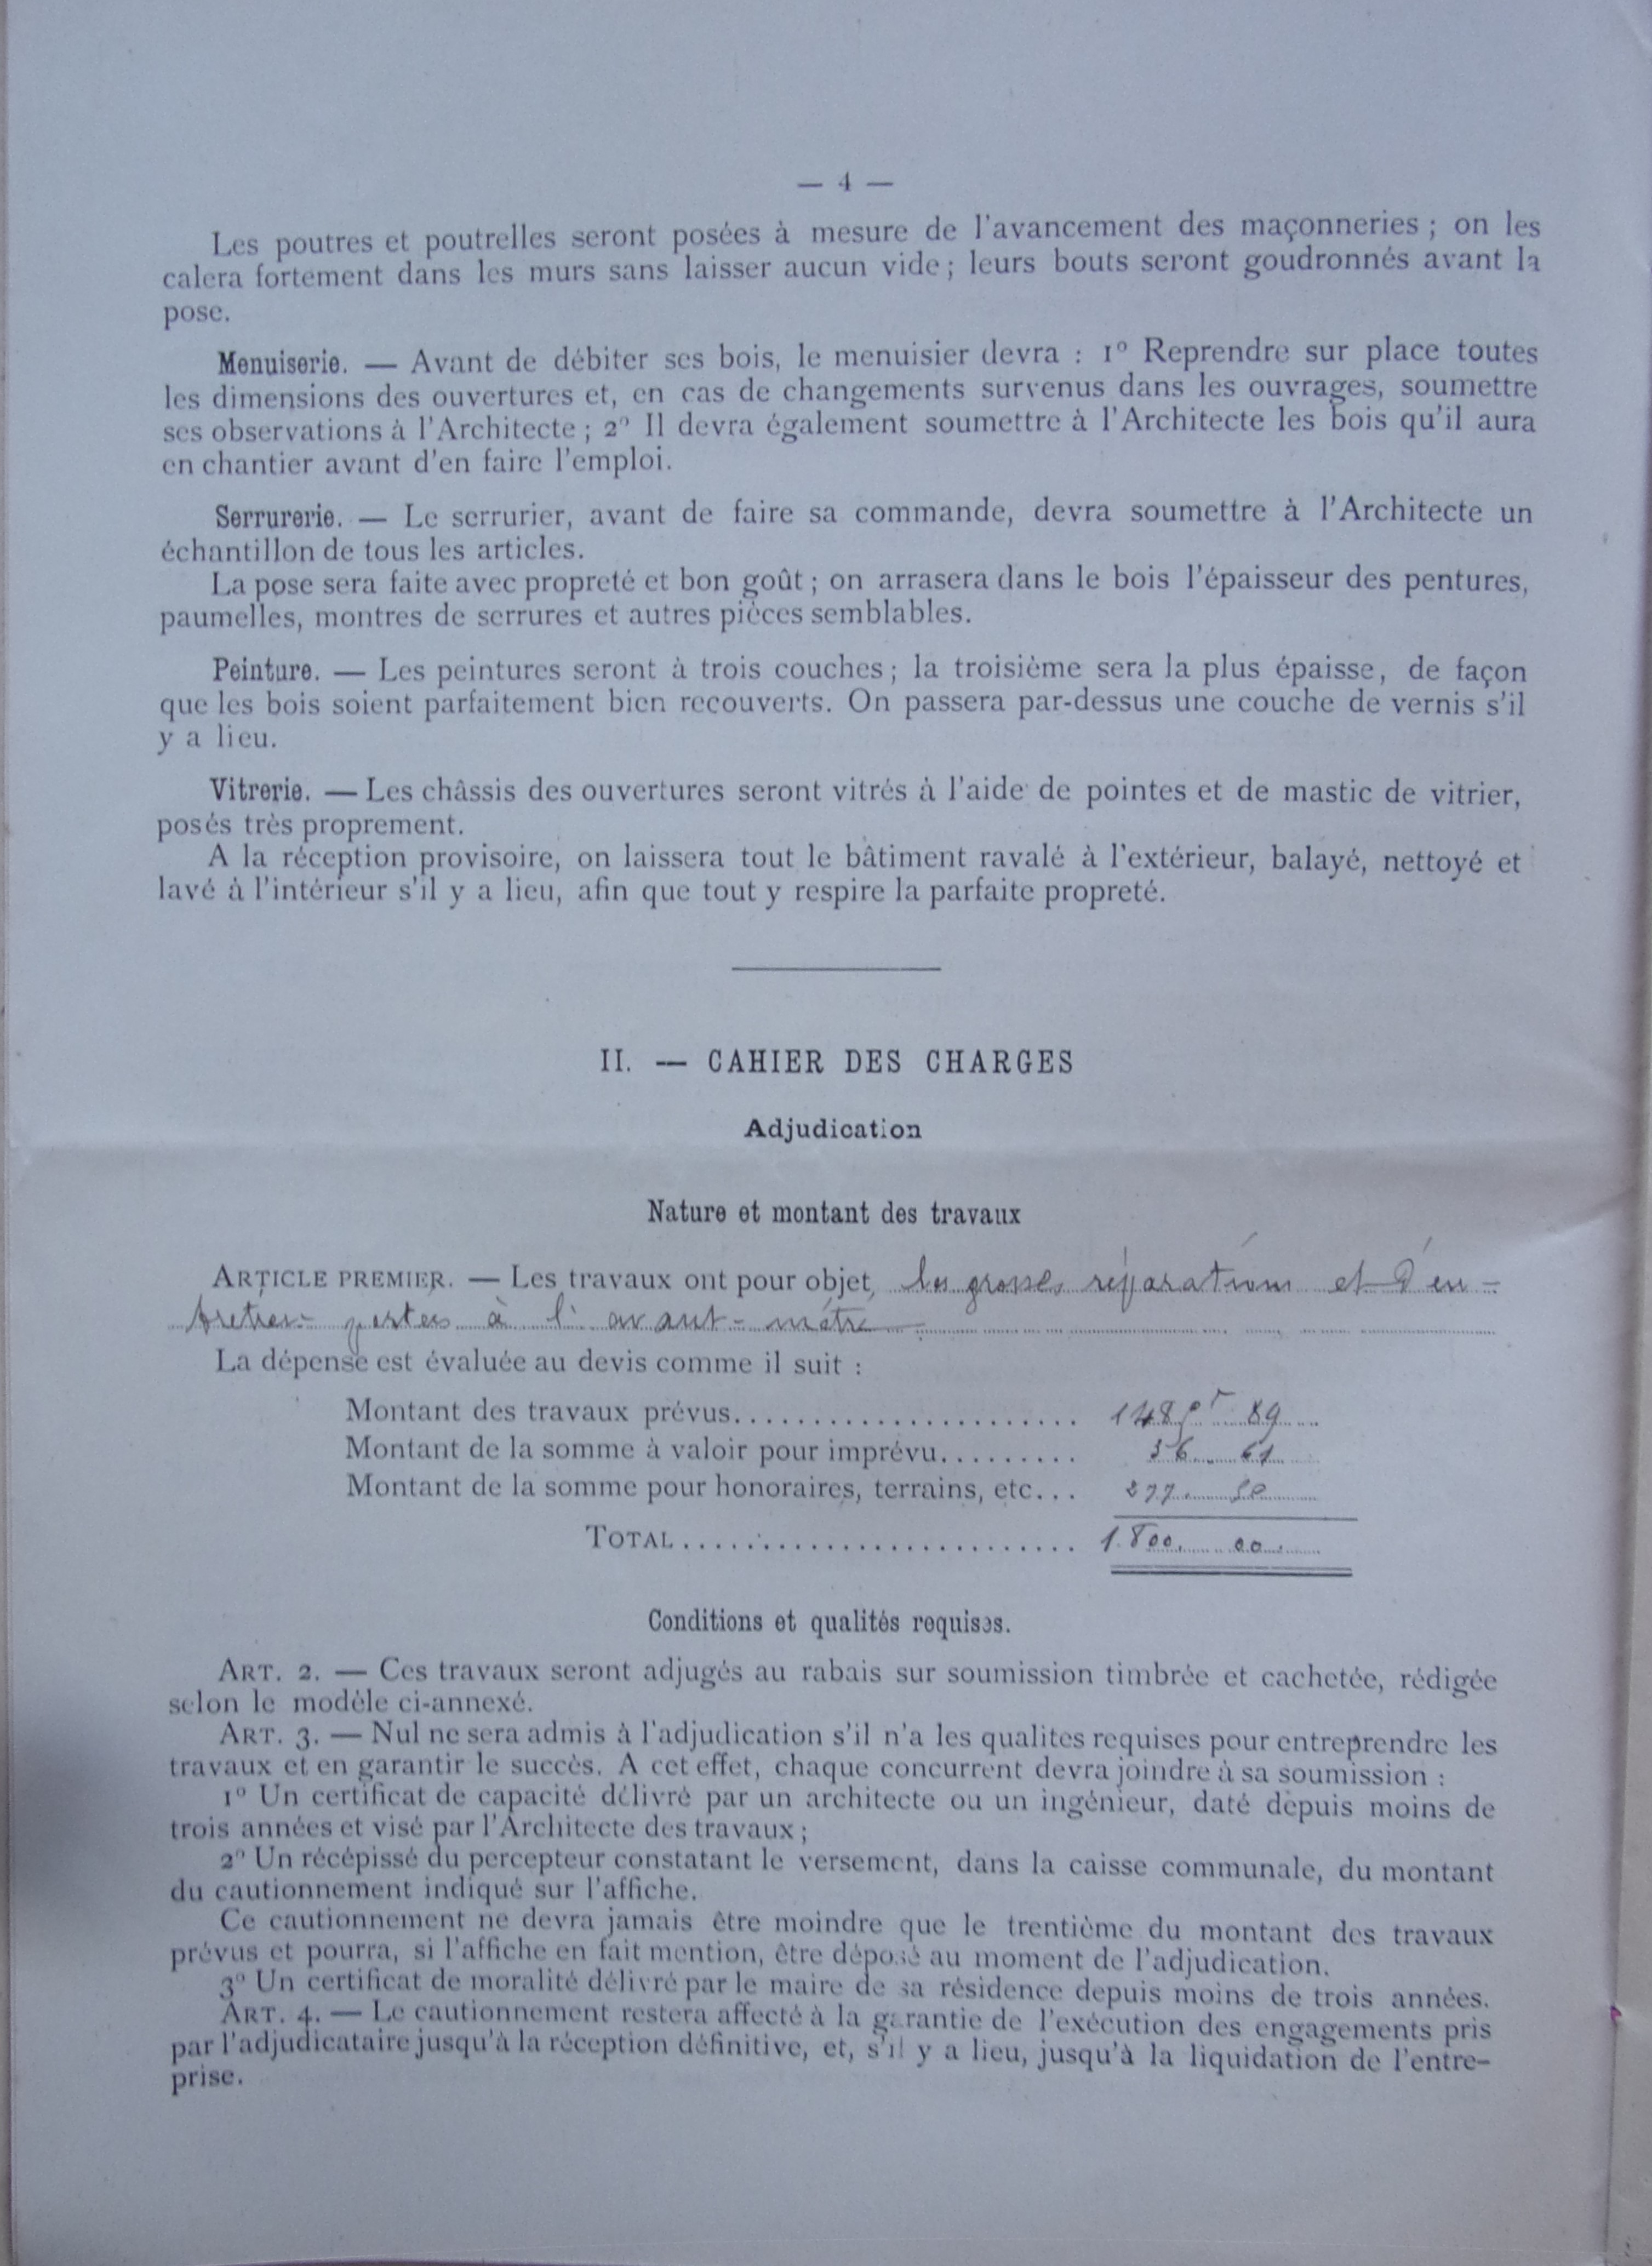 — 4 —
Les poutres et poutrelles seront posées à mesure de l'avancement des maçonneries ; on les
calera fortement dans les murs sans laisser aucun vide ; leurs bouts seront goudronnés avant la
pose.
Menuiserie. — Avant de débiter ses bois, le menuisier devra : 1º Reprendre sur place toutes
les dimensions des ouvertures et, en cas de changements survenus dans les ouvrages, soumettre
ses observations à l'Architecte ; 2º Il devra également soumettre à l'Architecte les bois qu'il aura
en chantier avant d'en faire l'emploi.
Serrurerie. — Le serrurier, avant de faire sa commande, devra soumettre à l'Architecte un
échantillon de tous les articles.
La pose sera faite avec propreté et bon goût ; on arrasera dans le bois l'épaisseur des pentures,
paumelles, montres de serrures et autres pièces semblables.
Peinture. — Les peintures seront à trois couches ; la troisième sera la plus épaisse, de façon
que les bois soient parfaitement bien recouverts. On passera par-dessus une couche de vernis s'il
y a lieu.
Vitrerie. — Les châssis des ouvertures seront vitrés à l'aide de pointes et de mastic de vitrier,
posés très proprement.
A la réception provisoire, on laissera tout le bâtiment ravalé à l'extérieur, balayé, nettoyé et
lavé à l'intérieur s'il y a lieu, afin que tout y respire la parfaite propreté.
II. — CAHIER DES CHARGES
Adjudication
Nature et montant des travaux
ARTICLE PREMIER. — Les travaux ont pour objet, les grosses réparations et d'en-
tretien portées à l'avant-métré
La dépense est évaluée au devis comme il suit :
Montant des travaux prévus...................... 1485f 89
Montant de la somme à valoir pour imprévu......... 36. 61
Montant de la somme pour honoraires, terrains, etc... 277. 50
TOTAL......................... 1.800. 00.
Conditions et qualités requises.
ART. 2. — Ces travaux seront adjugés au rabais sur soumission timbrée et cachetée, rédigée
selon le modèle ci-annexé.
ART. 3. — Nul ne sera admis à l'adjudication s'il n'a les qualites requises pour entreprendre les
travaux et en garantir le succès. A cet effet, chaque concurrent devra joindre à sa soumission :
1º Un certificat de capacité délivré par un architecte ou un ingénieur, daté depuis moins de
trois années et visé par l'Architecte des travaux ;
2º Un récépissé du percepteur constatant le versement, dans la caisse communale, du montant
du cautionnement indiqué sur l'affiche.
Ce cautionnement ne devra jamais être moindre que le trentième du montant des travaux
prévus et pourra, si l'affiche en fait mention, être déposé au moment de l'adjudication.
3º Un certificat de moralité délivré par le maire de sa résidence depuis moins de trois années.
ART. 4. — Le cautionnement restera affecté à la garantie de l'exécution des engagements pris
par l'adjudicataire jusqu'à la réception définitive, et, s'il y a lieu, jusqu'à la liquidation de l'entre-
prise.